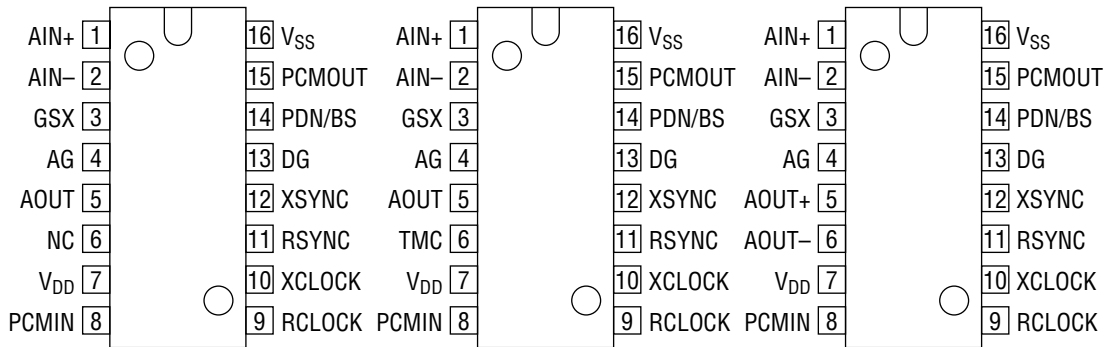 AIN+ 1 16 VSS AIN+ 1 16 VSS AIN+ 1 16 VSS
AIN– 2 15 PCMOUT AIN– 2 15 PCMOUT AIN– 2 15 PCMOUT
GSX 3 14 PDN/BS GSX 3 14 PDN/BS GSX 3 14 PDN/BS
AG 4 13 DG AG 4 13 DG AG 4 13 DG
AOUT 5 12 XSYNC AOUT 5 12 XSYNC AOUT+ 5 12 XSYNC
NC 6 11 RSYNC TMC 6 11 RSYNC AOUT– 6 11 RSYNC
VDD 7 10 XCLOCK VDD 7 10 XCLOCK VDD 7 10 XCLOCK
PCMIN 8 9 RCLOCK PCMIN 8 9 RCLOCK PCMIN 8 9 RCLOCK